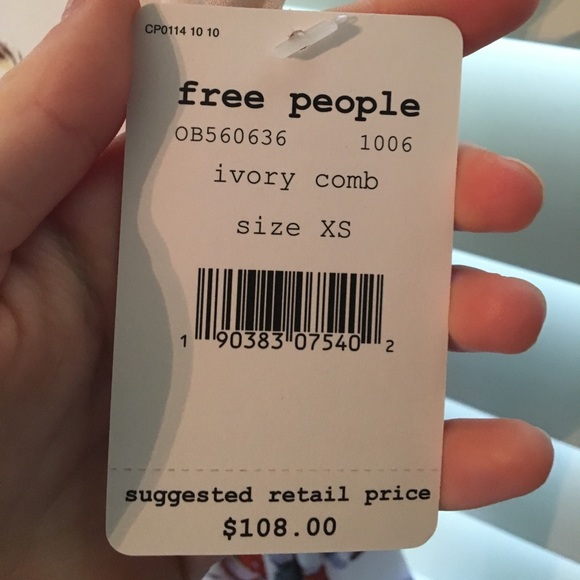 CP0114 10 10
free people
OB560636 1006
ivory comb
size XS
1 90383 07540 2
suggested retail price
$108.00